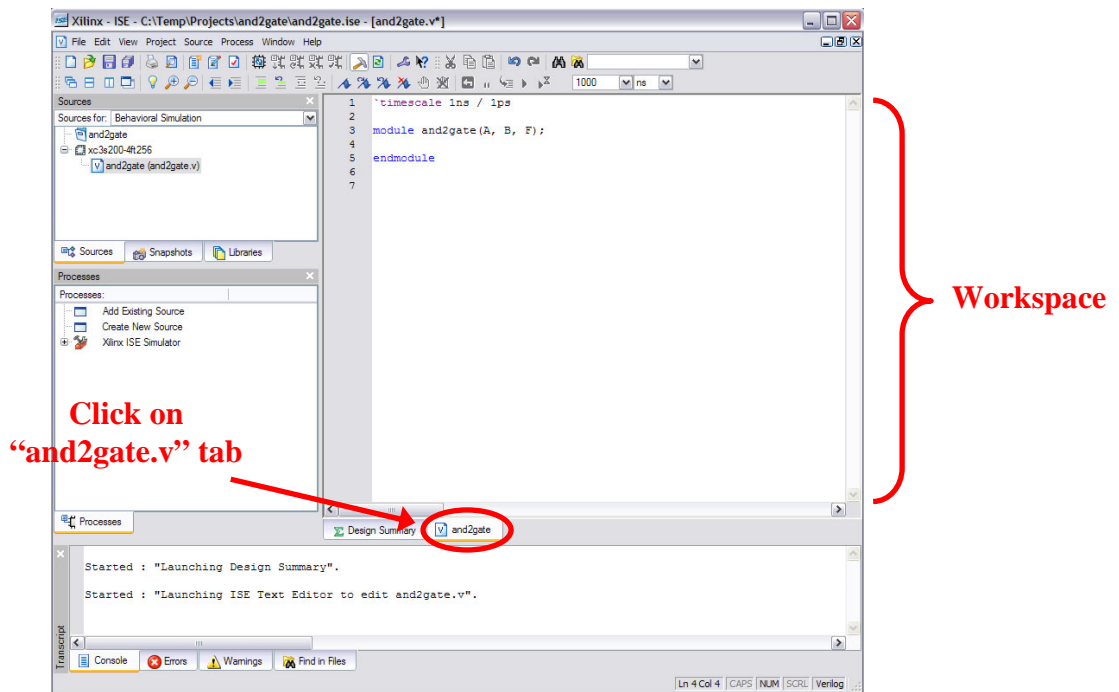 Xilinx - ISE - C:\Temp\Projects\and2gate\and2gate.ise - [and2gate.v*]
File Edit View Project Source Process Window Help
1000 ns
Sources
Sources for: Behavioral Simulation
and2gate
xc3s200-4ft256
and2gate (and2gate.v)
Sources Snapshots Libraries
Processes
Processes:
Add Existing Source
Create New Source
Xilinx ISE Simulator
Processes
1 `timescale 1ns / 1ps
2
3 module and2gate(A, B, F);
4
5 endmodule
6
7
Design Summary and2gate
Workspace
Click on
“and2gate.v” tab
Started : "Launching Design Summary".
Started : "Launching ISE Text Editor to edit and2gate.v".
Transcript
Console Errors Warnings Find in Files
Ln 4 Col 4 CAPS NUM SCRL Verilog